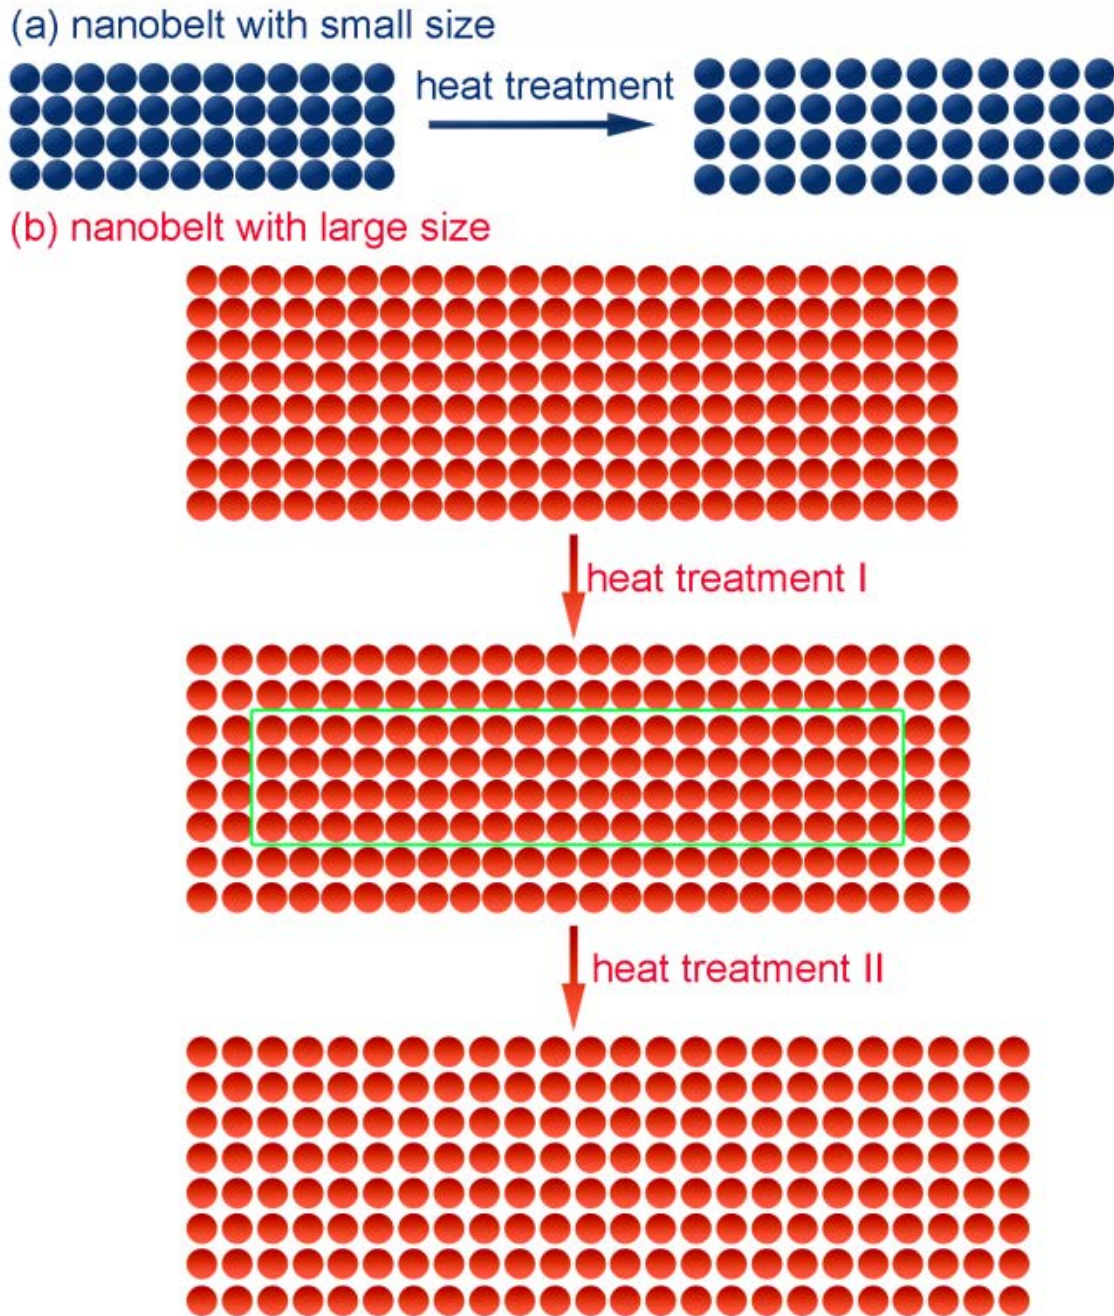 (a) nanobelt with small size
heat treatment
(b) nanobelt with large size
heat treatment I
heat treatment II